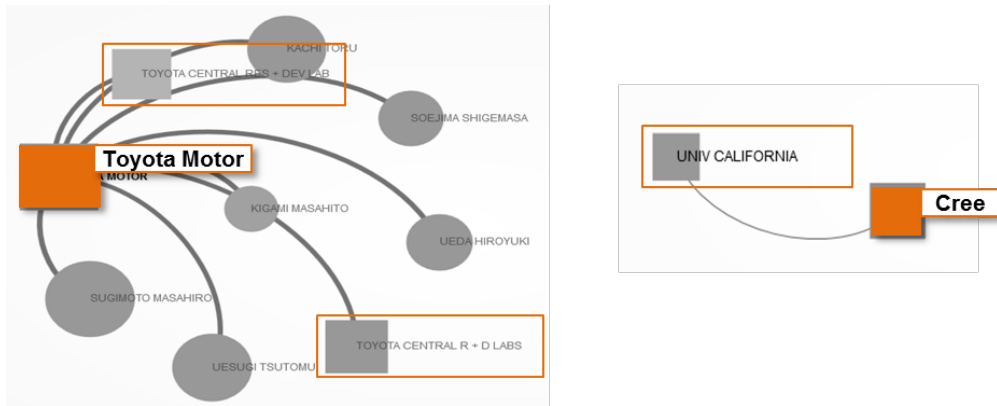 KACHI TORU
TOYOTA CENTRAL RES + DEV LAB
SOEJIMA SHIGEMASA
Toyota Motor
A MOTOR
KIGAMI MASAHITO
UEDA HIROYUKI
SUGIMOTO MASAHIRO
TOYOTA CENTRAL R + D LABS
UESUGI TSUTOMU
UNIV CALIFORNIA
Cree